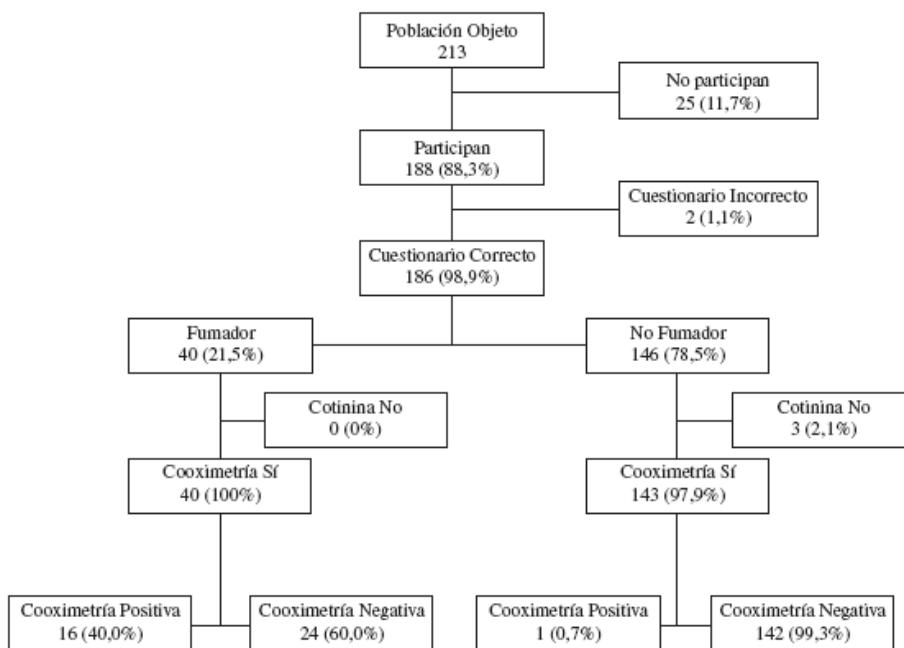 Población Objeto
213
No participan
25 (11,7%)
Participan
188 (88,3%)
Cuestionario Incorrecto
2 (1,1%)
Cuestionario Correcto
186 (98,9%)
Fumador
40 (21,5%)
No Fumador
146 (78,5%)
Cotinina No
0 (0%)
Cotinina No
3 (2,1%)
Cooximetría Sí
40 (100%)
Cooximetría Sí
143 (97,9%)
Cooximetría Positiva
16 (40,0%)
Cooximetría Negativa
24 (60,0%)
Cooximetría Positiva
1 (0,7%)
Cooximetría Negativa
142 (99,3%)